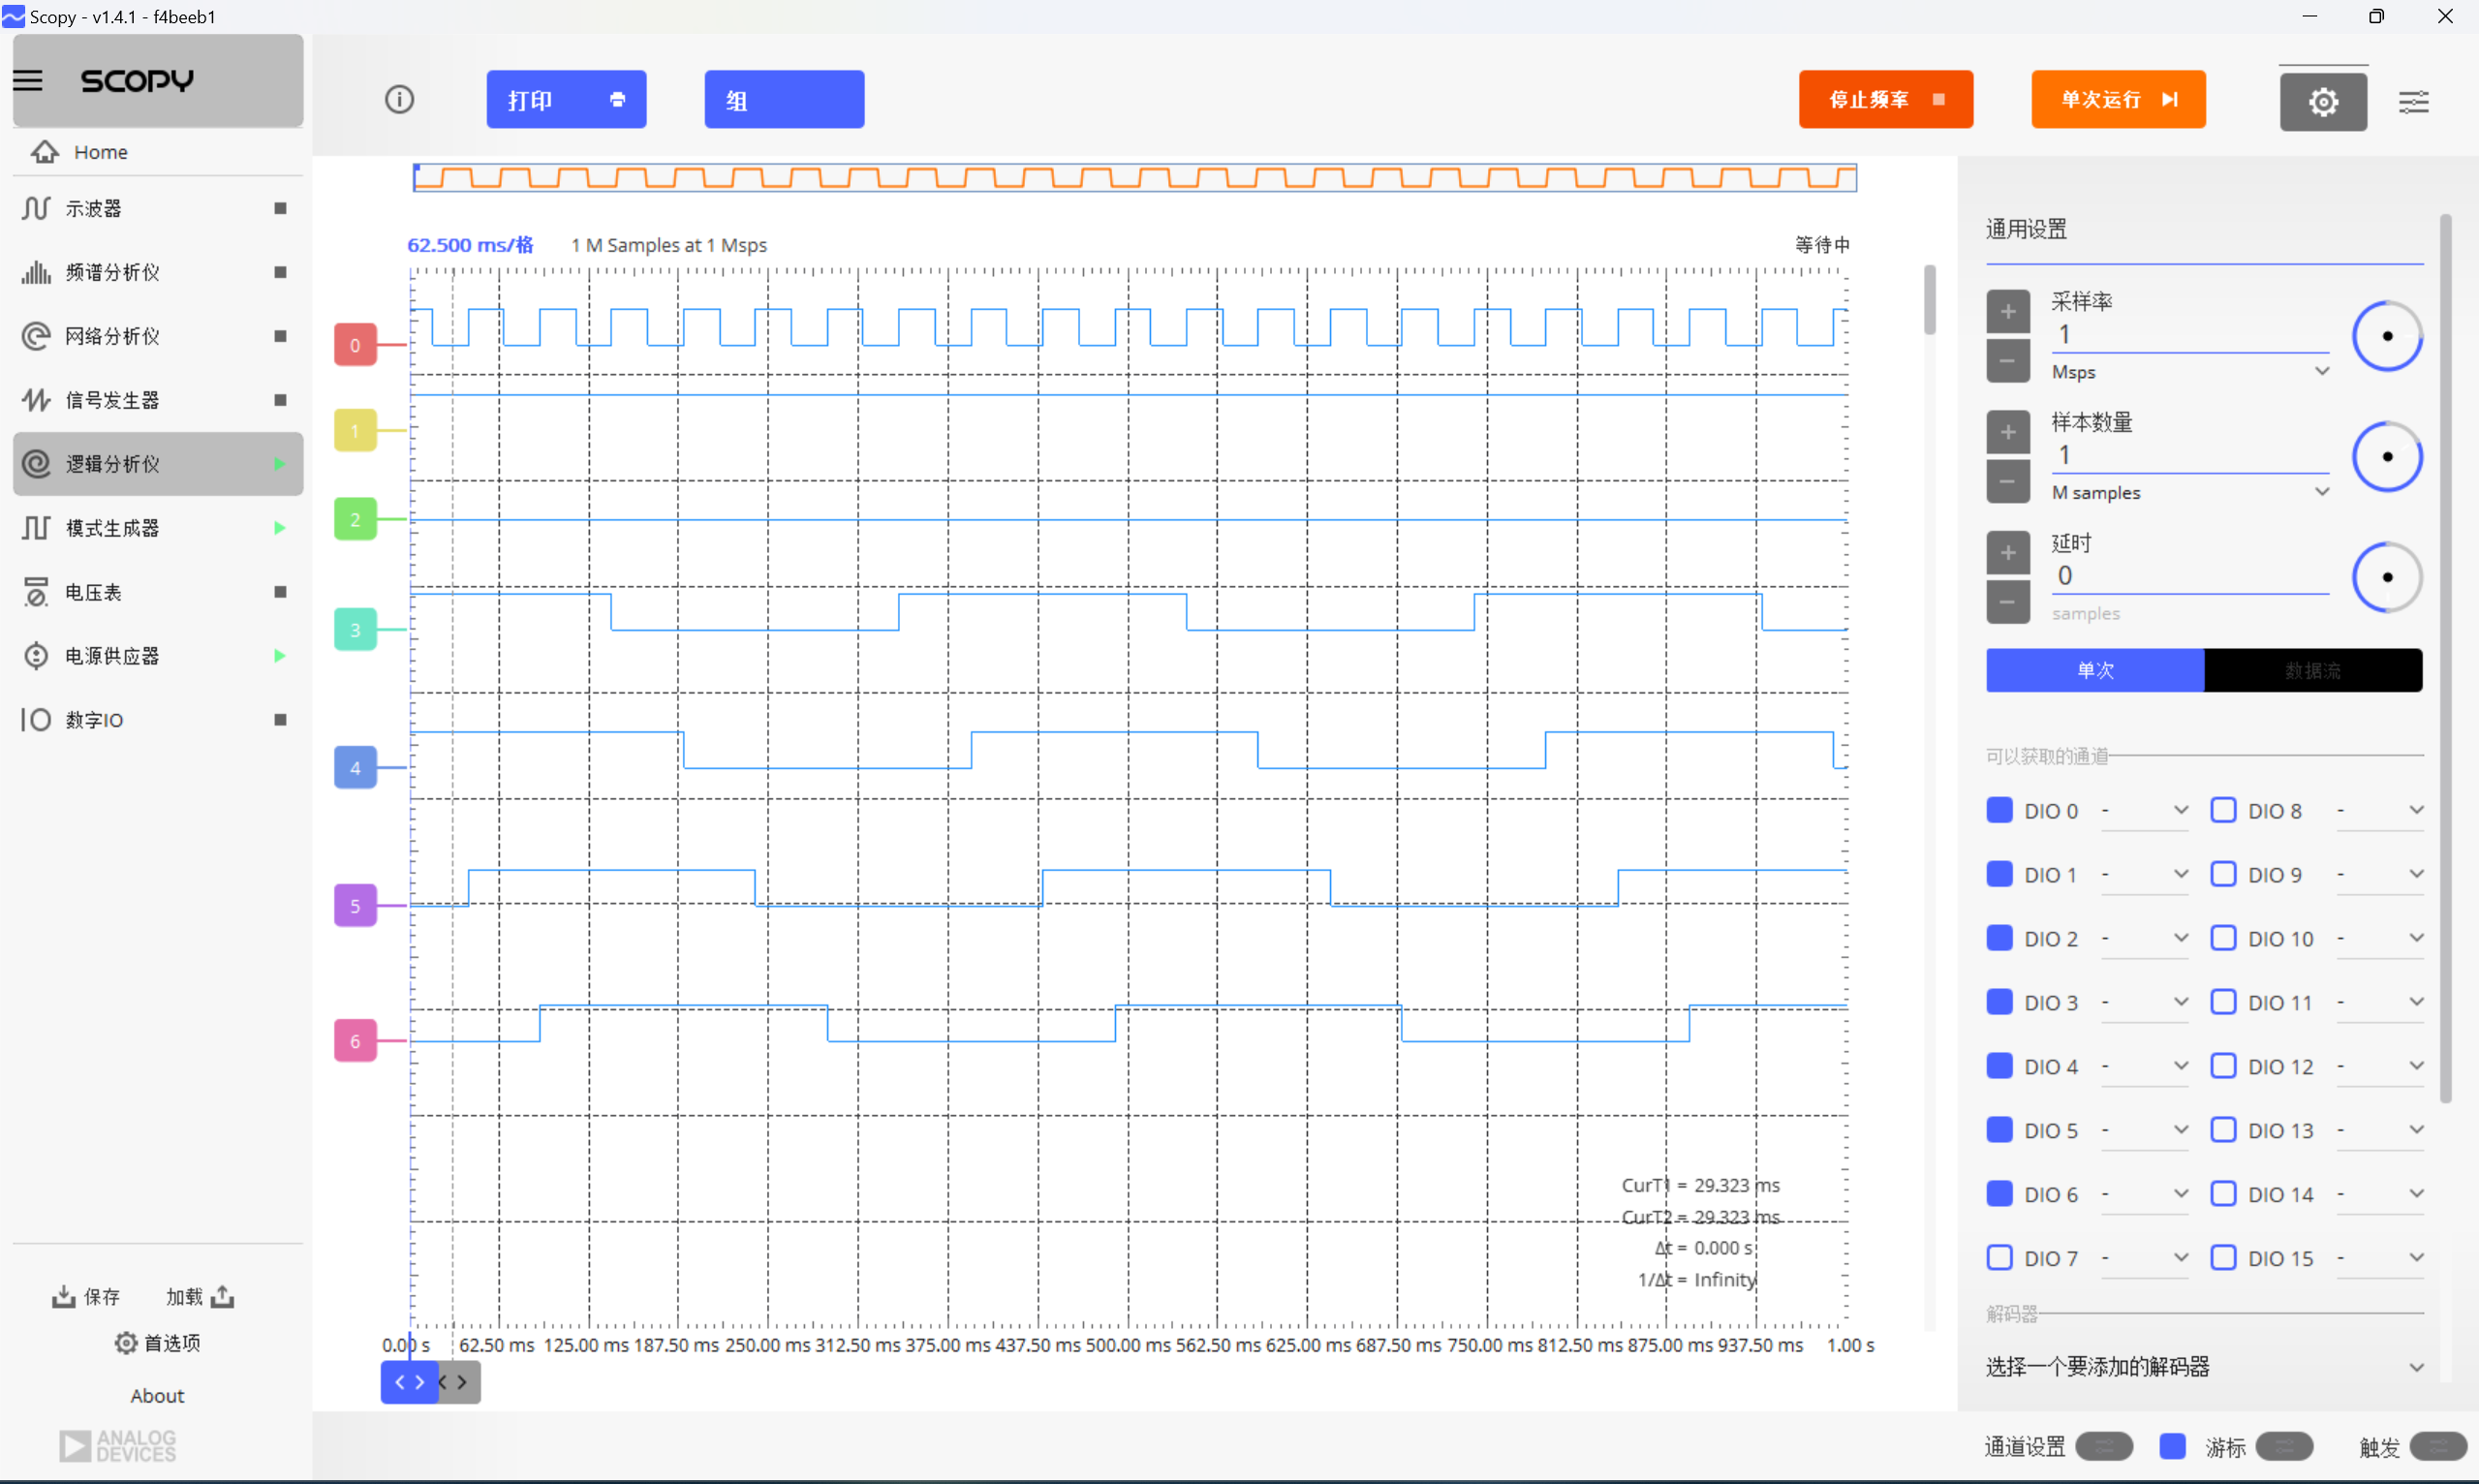 Scopy - v1.4.1 - f4beeb1
SCOPY
打印
组
停止频率
单次运行
Home
示波器
频谱分析仪
网络分析仪
信号发生器
逻辑分析仪
模式生成器
电压表
电源供应器
数字IO
保存
加载
首选项
About
ANALOG
DEVICES
62.500 ms/格
1 M Samples at 1 Msps
等待中
0
1
2
3
4
5
6
CurT1 = 29.323 ms
CurT2 = 29.323 ms
Δt = 0.000 s
1/Δt = Infinity
0.00 s 62.50 ms 125.00 ms 187.50 ms 250.00 ms 312.50 ms 375.00 ms 437.50 ms 500.00 ms 562.50 ms 625.00 ms 687.50 ms 750.00 ms 812.50 ms 875.00 ms 937.50 ms 1.00 s
通用设置
采样率
1
Msps
样本数量
1
M samples
延时
0
samples
单次
数据流
可以获取的通道
DIO 0 - DIO 8 -
DIO 1 - DIO 9 -
DIO 2 - DIO 10 -
DIO 3 - DIO 11 -
DIO 4 - DIO 12 -
DIO 5 - DIO 13 -
DIO 6 - DIO 14 -
DIO 7 - DIO 15 -
解码器
选择一个要添加的解码器
通道设置
游标
触发